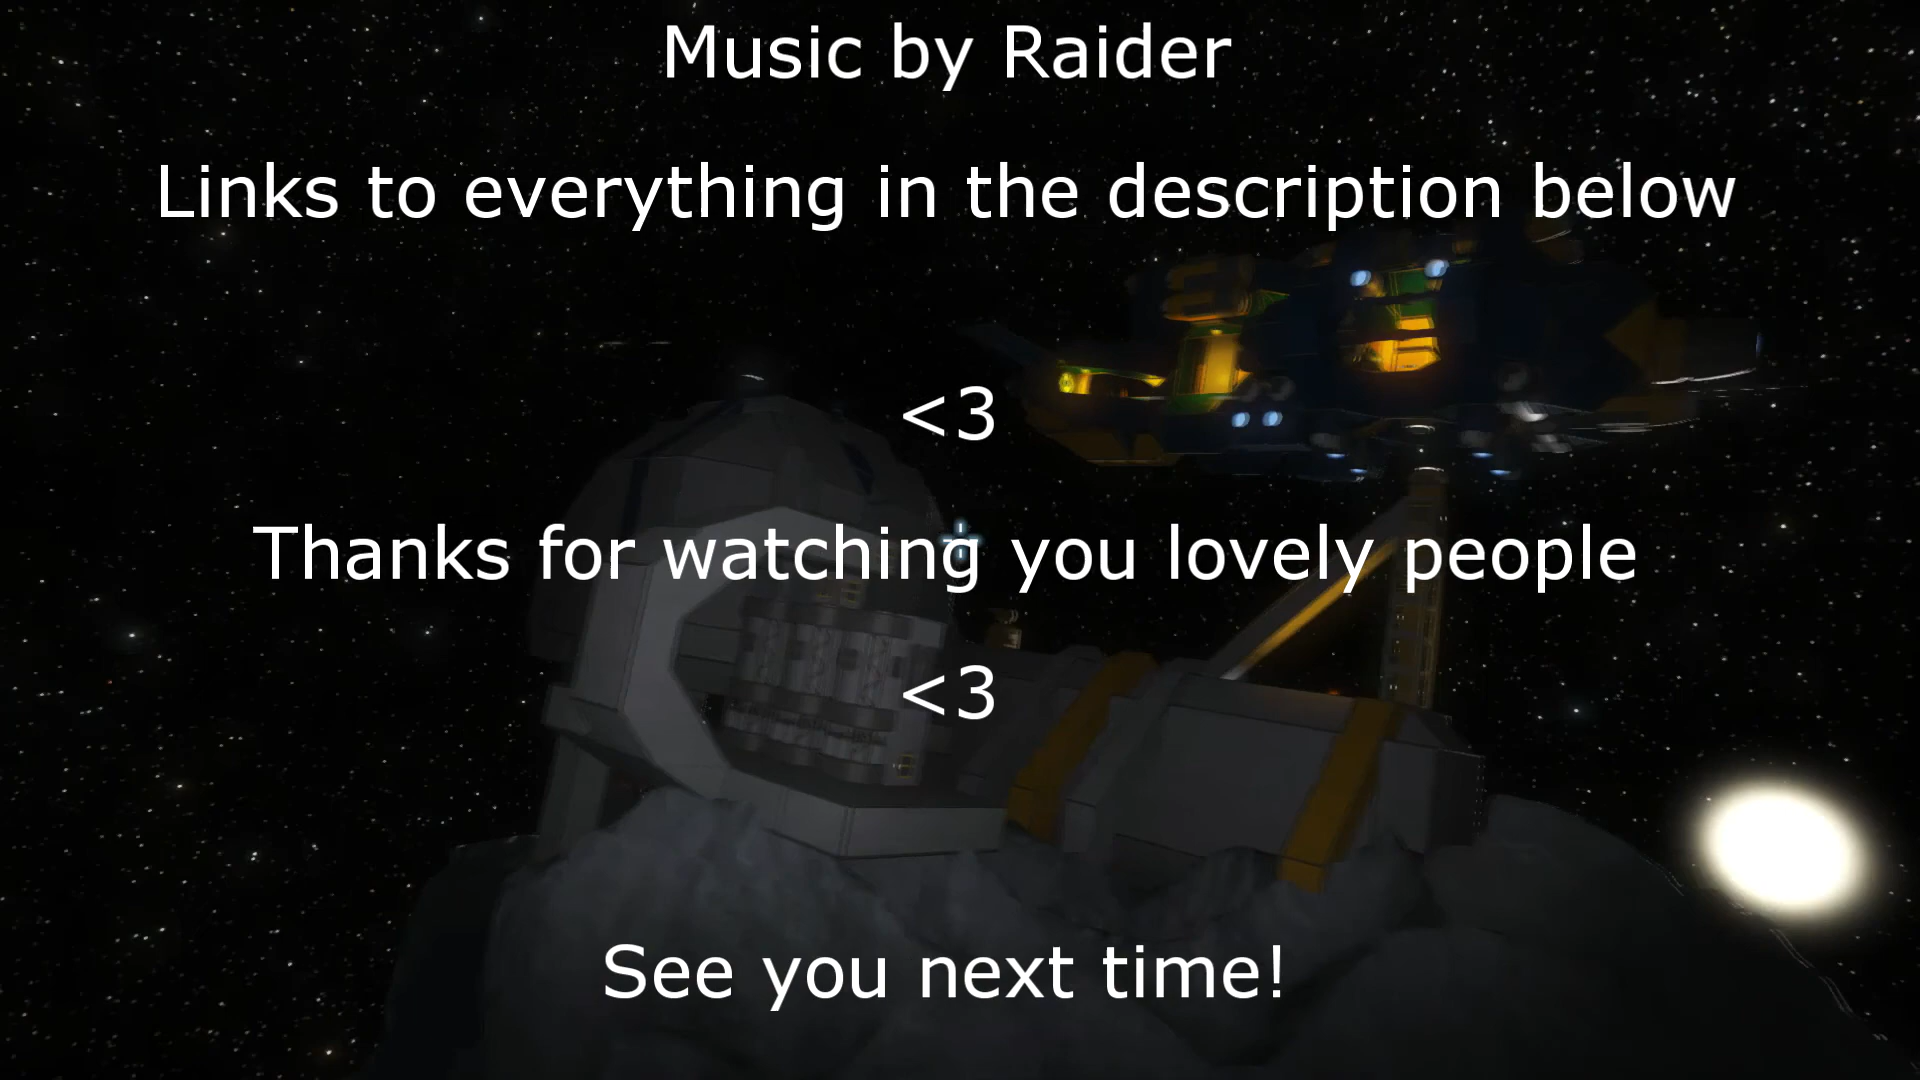 Music by Raider
Links to everything in the description below
<3
Thanks for watching you lovely people
<3
See you next time!